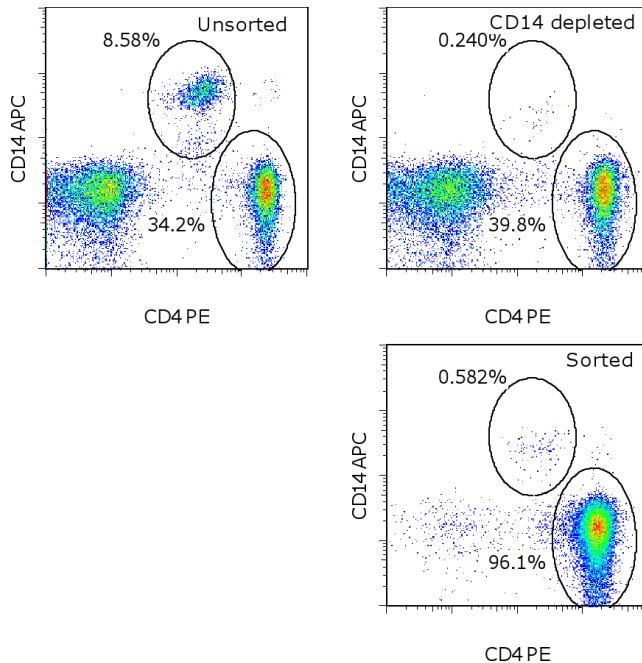 Unsorted
8.58%
34.2%
CD14 APC
CD4 PE
CD14 depleted
0.240%
39.8%
CD14 APC
CD4 PE
Sorted
0.582%
96.1%
CD14 APC
CD4 PE